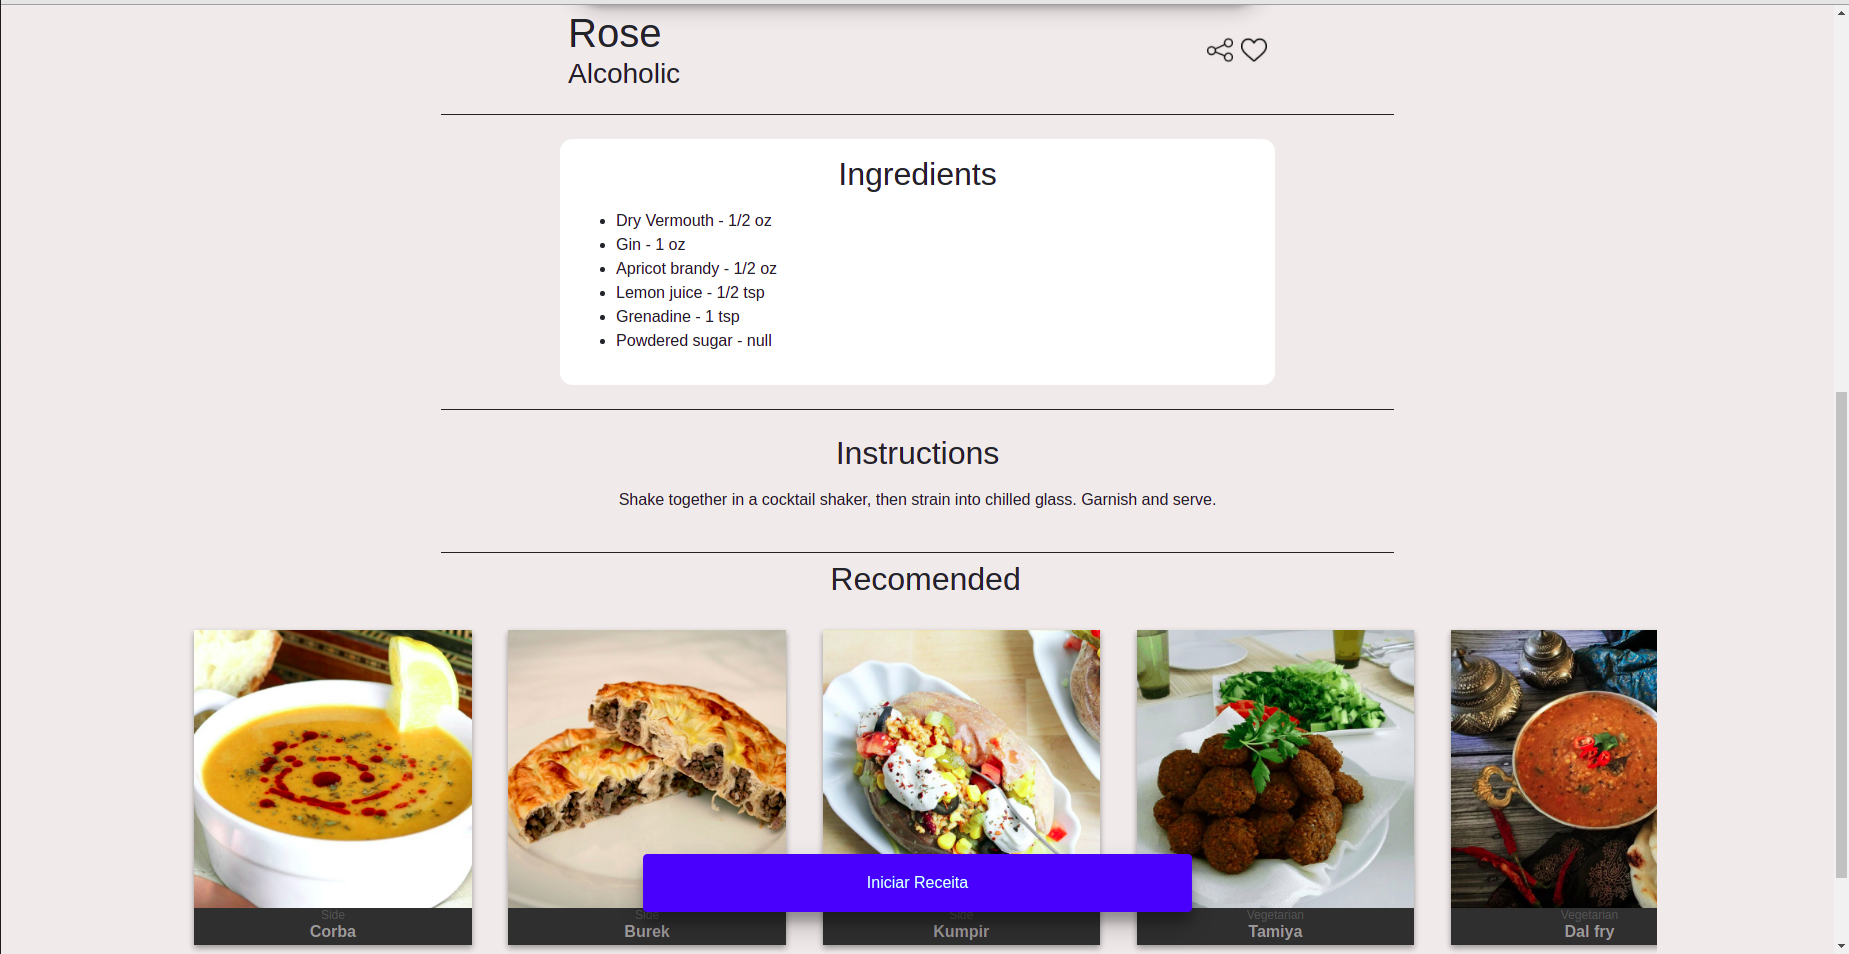 Rose
Alcoholic
Ingredients
Dry Vermouth - 1/2 oz
Gin - 1 oz
Apricot brandy - 1/2 oz
Lemon juice - 1/2 tsp
Grenadine - 1 tsp
Powdered sugar - null
Instructions
Shake together in a cocktail shaker, then strain into chilled glass. Garnish and serve.
Recomended
Iniciar Receita
Side
Corba
Side
Burek
Side
Kumpir
Vegetarian
Tamiya
Vegetarian
Dal fry